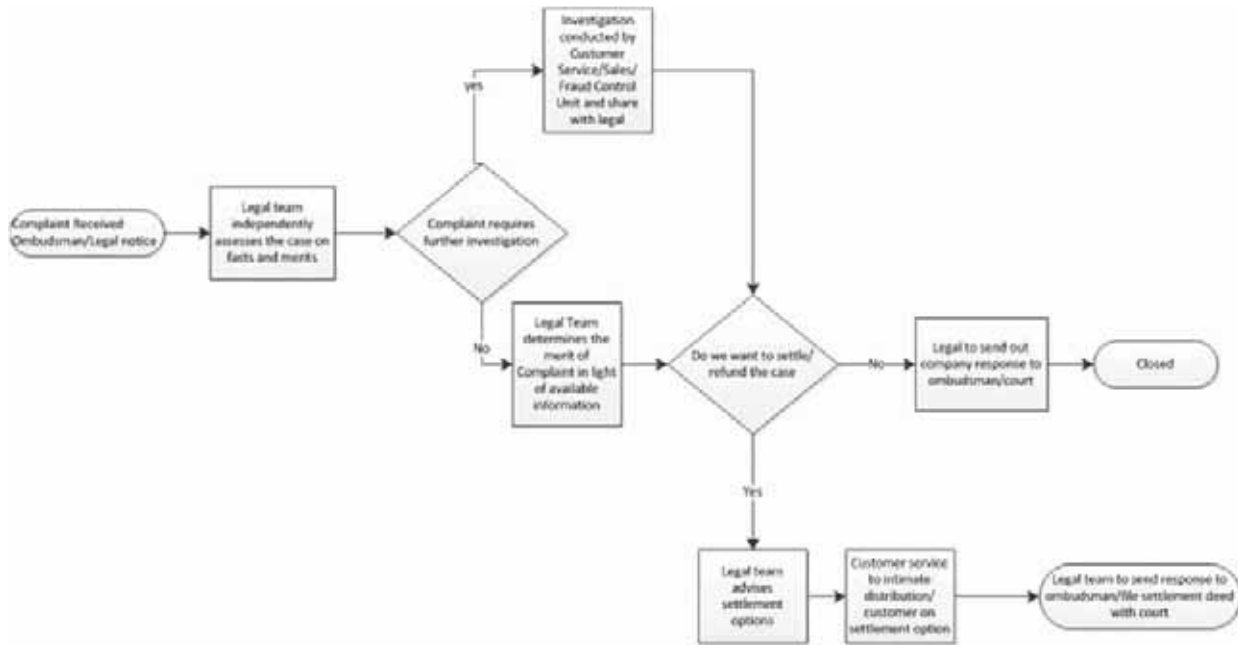 Investigation
conducted by
Customer
Service/Sales/
Fraud Control
Unit and share
with legal
yes
Complaint Received
Ombudsman/Legal notice
Legal team
independently
assesses the case on
fasts and merits
Complaint requires
further investigation
No
Legal Team
determines the
merit of
Complaint in light
of available
information
Do we want to settle/
refund the case
No
Legal to send out
company response to
ombudsman/court
Closed
Yes
Legal team
advises
settlement
options
Customer service
to intimate
distribution/
customer on
settlement option
Legal team to send response to
ombudsman/file settlement deed
with court